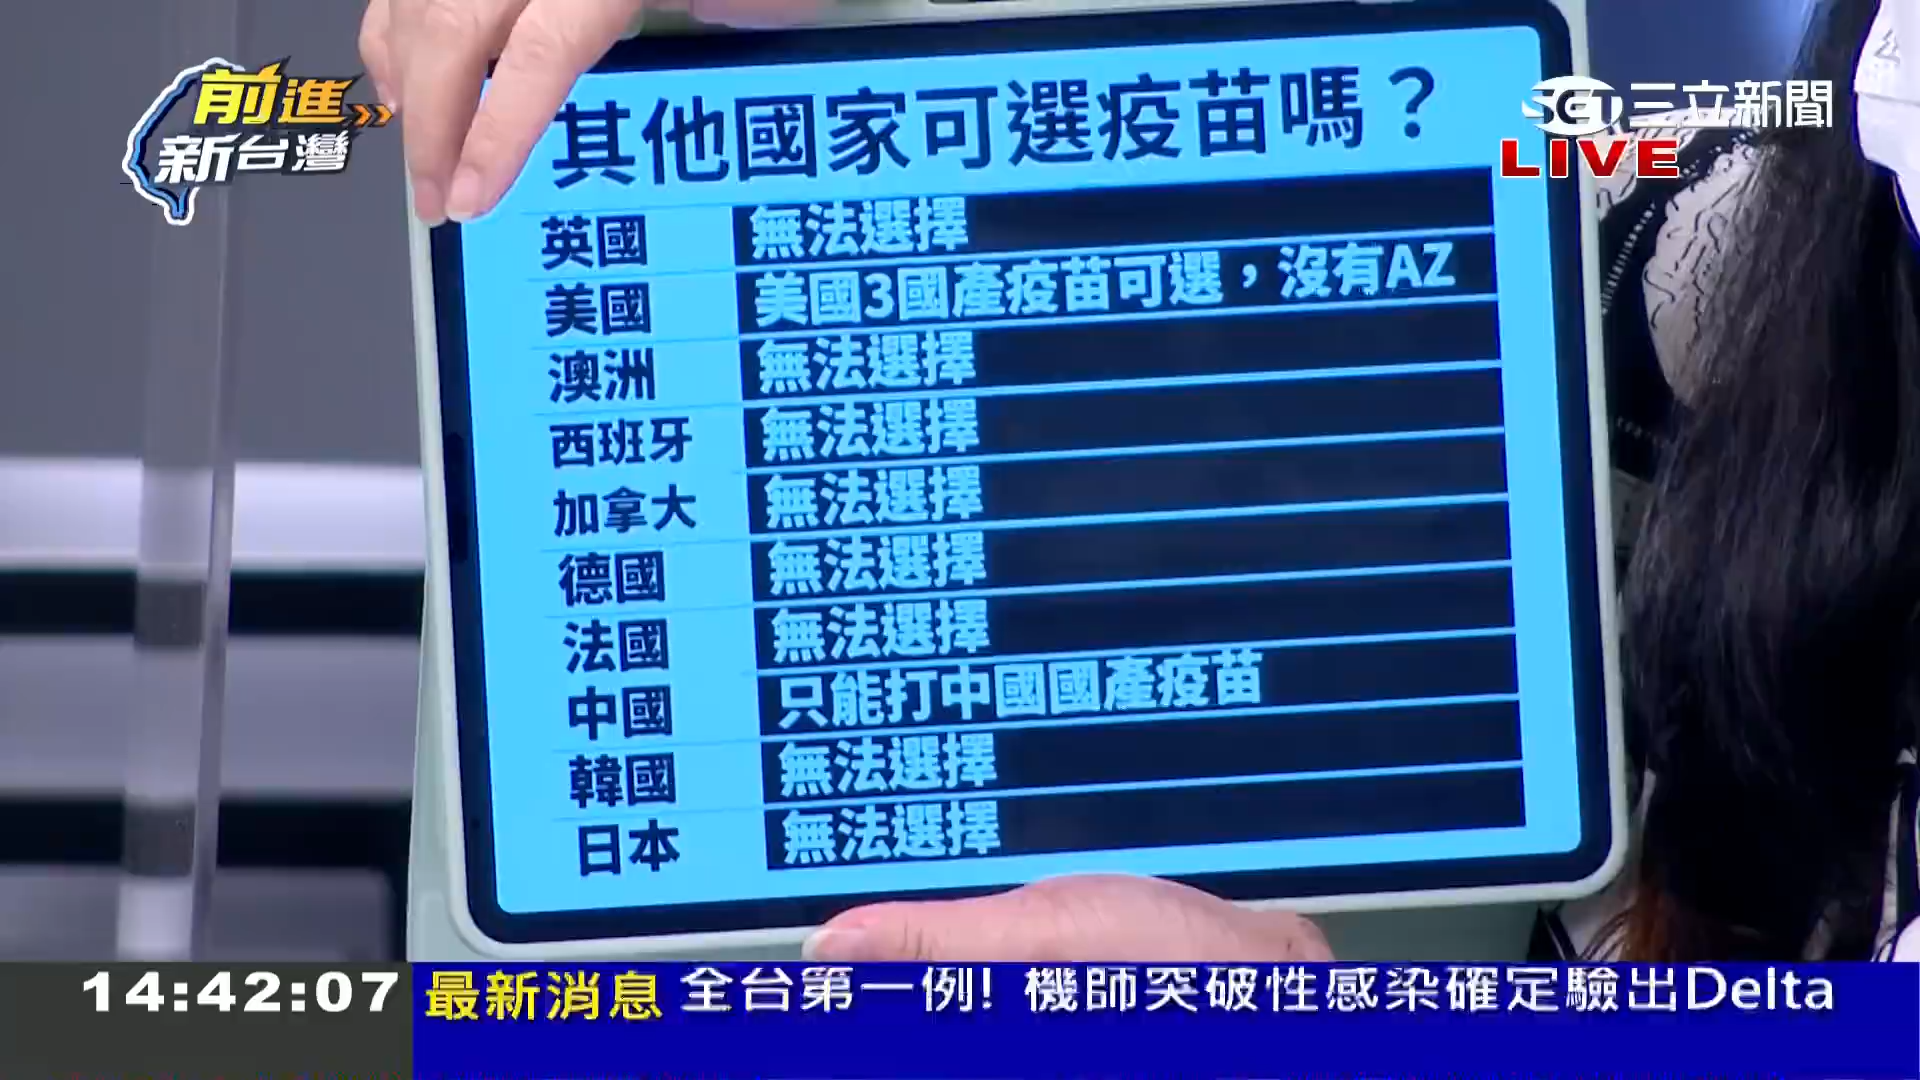 前進
新台灣
SET三立新聞
LIVE
其他國家可選疫苗嗎？
英國 無法選擇
美國 美國3國產疫苗可選，沒有AZ
澳洲 無法選擇
西班牙 無法選擇
加拿大 無法選擇
德國 無法選擇
法國 無法選擇
中國 只能打中國國產疫苗
韓國 無法選擇
日本 無法選擇
14:42:07 最新消息 全台第一例! 機師突破性感染確定驗出Delta